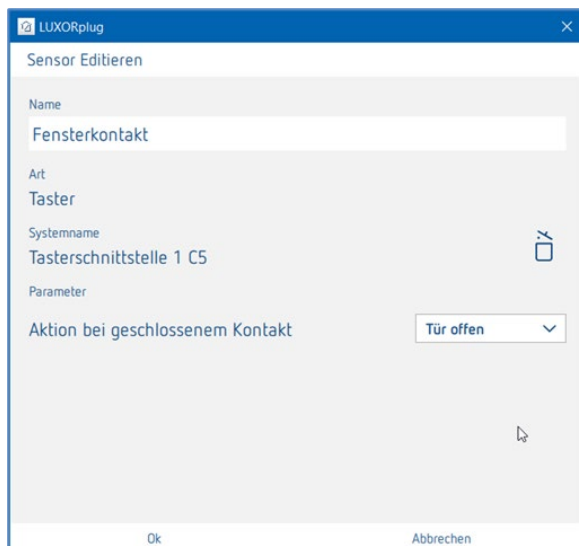 LUXORplug
Sensor Editieren
Name
Fensterkontakt
Art
Taster
Systemname
Tasterschnittstelle 1 C5
Parameter
Aktion bei geschlossenem Kontakt Tür offen
Ok Abbrechen